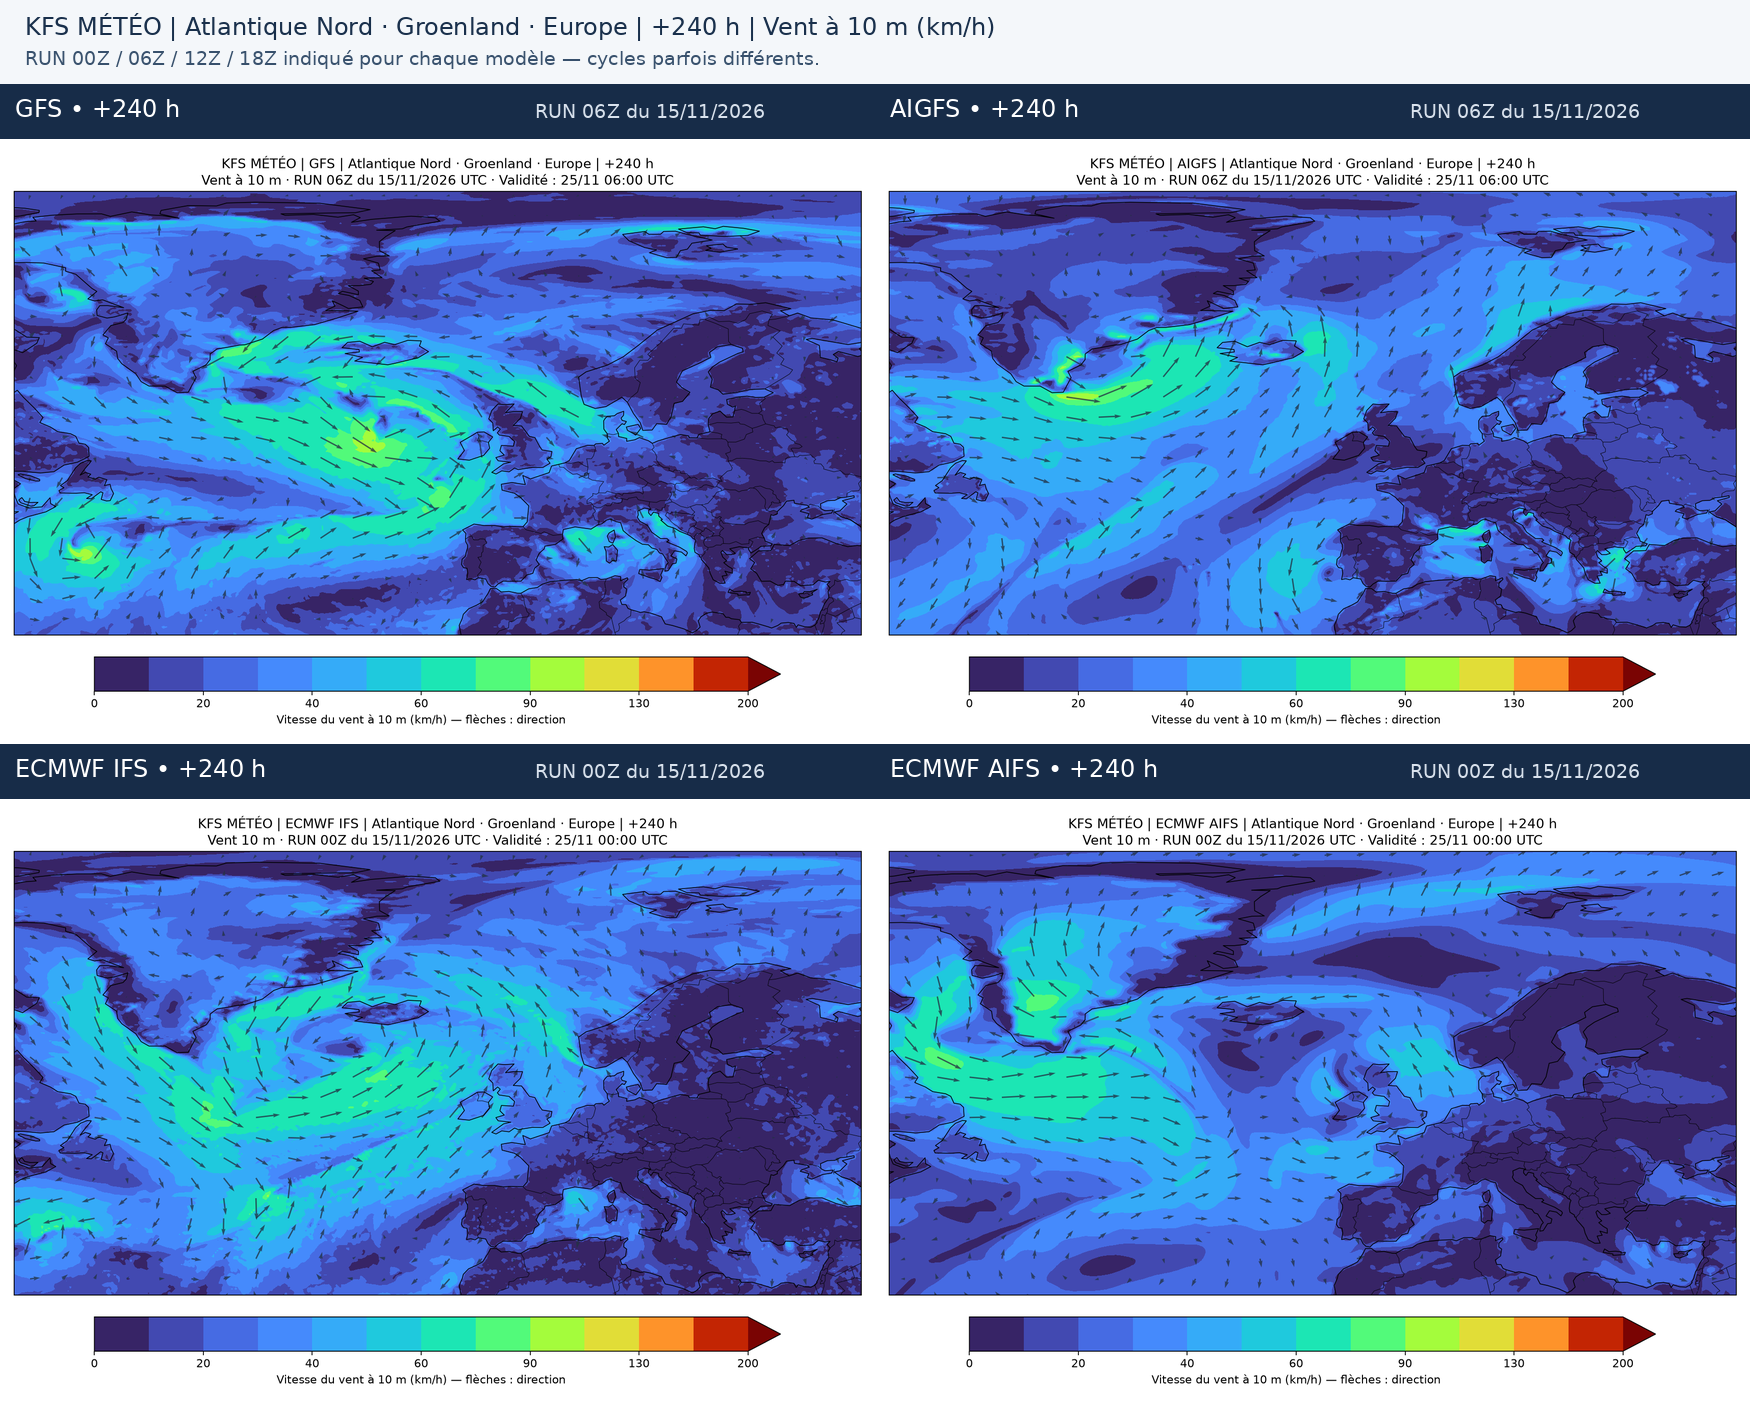 KFS MÉTÉO | Atlantique Nord · Groenland · Europe | +240 h | Vent à 10 m (km/h)
RUN 00Z / 06Z / 12Z / 18Z indiqué pour chaque modèle — cycles parfois différents.
GFS • +240 h
RUN 06Z du 15/11/2026
KFS MÉTÉO | GFS | Atlantique Nord · Groenland · Europe | +240 h
Vent à 10 m · RUN 06Z du 15/11/2026 UTC · Validité : 25/11 06:00 UTC
0 20 40 60 90 130 200
Vitesse du vent à 10 m (km/h) — flèches : direction
AIGFS • +240 h
RUN 06Z du 15/11/2026
KFS MÉTÉO | AIGFS | Atlantique Nord · Groenland · Europe | +240 h
Vent à 10 m · RUN 06Z du 15/11/2026 UTC · Validité : 25/11 06:00 UTC
0 20 40 60 90 130 200
Vitesse du vent à 10 m (km/h) — flèches : direction
ECMWF IFS • +240 h
RUN 00Z du 15/11/2026
KFS MÉTÉO | ECMWF IFS | Atlantique Nord · Groenland · Europe | +240 h
Vent 10 m · RUN 00Z du 15/11/2026 UTC · Validité : 25/11 00:00 UTC
0 20 40 60 90 130 200
Vitesse du vent à 10 m (km/h) — flèches : direction
ECMWF AIFS • +240 h
RUN 00Z du 15/11/2026
KFS MÉTÉO | ECMWF AIFS | Atlantique Nord · Groenland · Europe | +240 h
Vent 10 m · RUN 00Z du 15/11/2026 UTC · Validité : 25/11 00:00 UTC
0 20 40 60 90 130 200
Vitesse du vent à 10 m (km/h) — flèches : direction